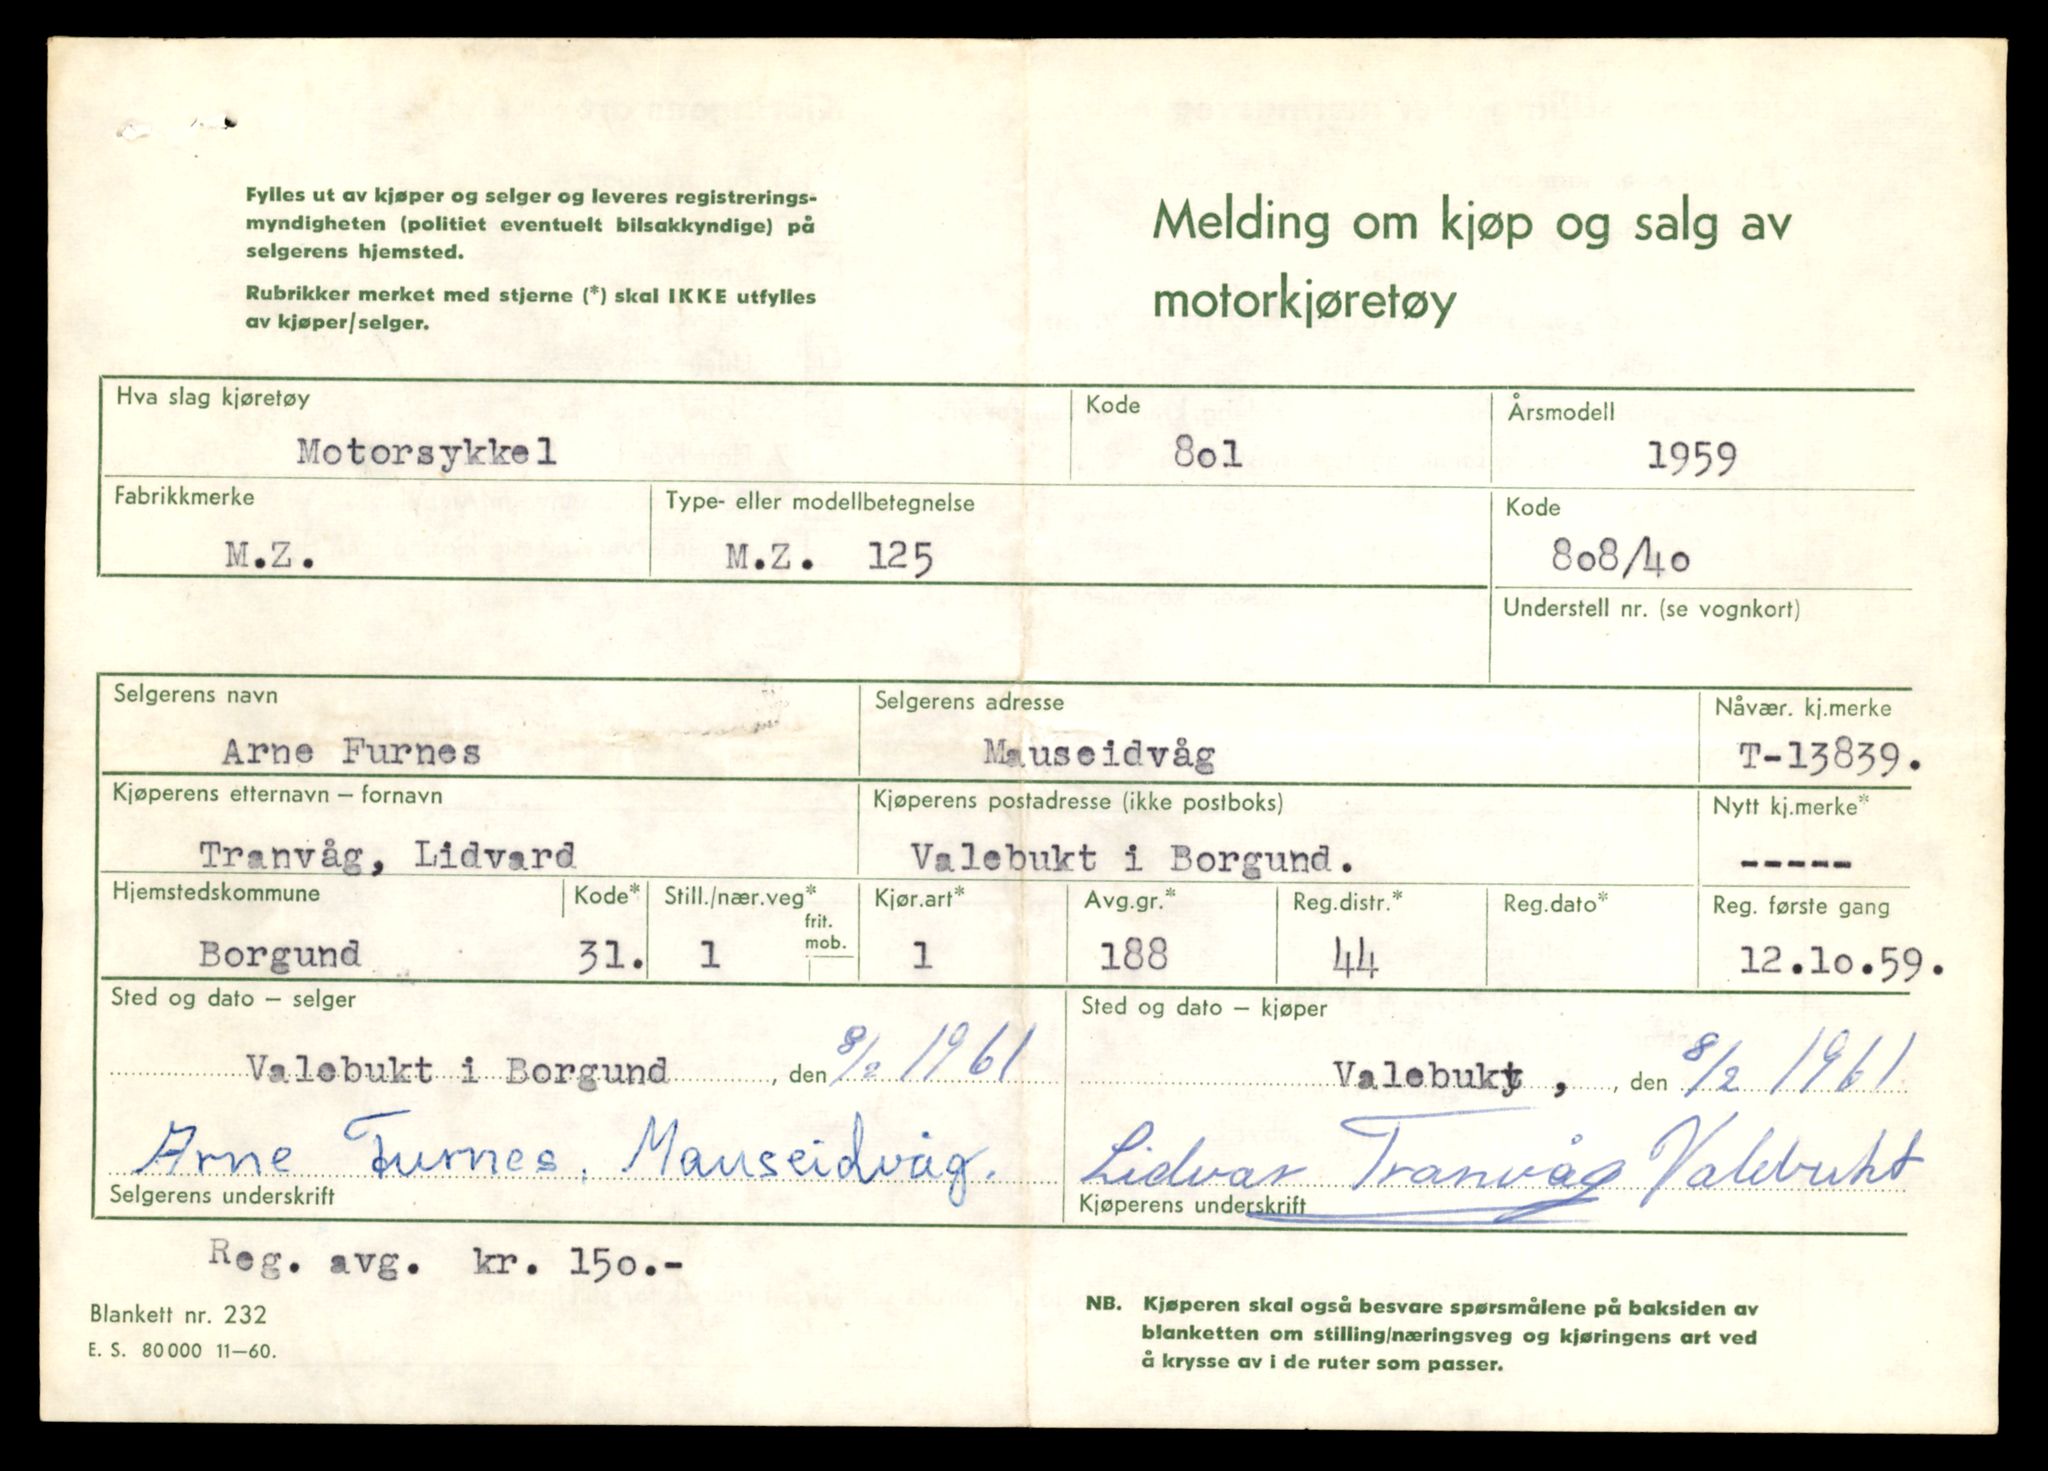 Fylles ut av kjøper og selger og leveres registrerings-
myndigheten (politiet eventuelt bilsakkyndige) på
selgerens hjemsted.
Rubrikker merket med stjerne (*) skal IKKE utfylles
av kjøper/selger.
Melding om kjøp og salg av
motorkjøretøy
Hva slag kjøretøy
Motorsykkel
Kode
8o1
Årsmodell
1959
Fabrikkmerke
M.Z.
Type- eller modellbetegnelse
M.Z. 125
Kode
8o8/4o
Understell nr. (se vognkort)
Selgerens navn
Arne Furnes
Selgerens adresse
Mauseidvåg
Nåvær. kj.merke
T-13839.
Kjøperens etternavn – fornavn
Tranvåg, Lidvard
Kjøperens postadresse (ikke postboks)
Valebukt i Borgund.
Nytt kj.merke*
-----
Hjemstedskommune
Borgund
Kode*
31.
Still./nær.veg*
frit.
mob.
1
Kjør.art*
1
Avg.gr.*
188
Reg.distr.*
44
Reg.dato*
Reg. første gang
12.1o.59.
Sted og dato – selger
Valebukt i Borgund , den 8/2 1961
Arne Furnes, Mauseidvåg.
Selgerens underskrift
Sted og dato – kjøper
Valebukt , , den 8/2 1961
Lidvar Tranvåg Valebukt
Kjøperens underskrift
Reg. avg. kr. 15o.-
Blankett nr. 232
E. S. 80000 11–60.
NB. Kjøperen skal også besvare spørsmålene på baksiden av
blanketten om stilling/næringsveg og kjøringens art ved
å krysse av i de ruter som passer.